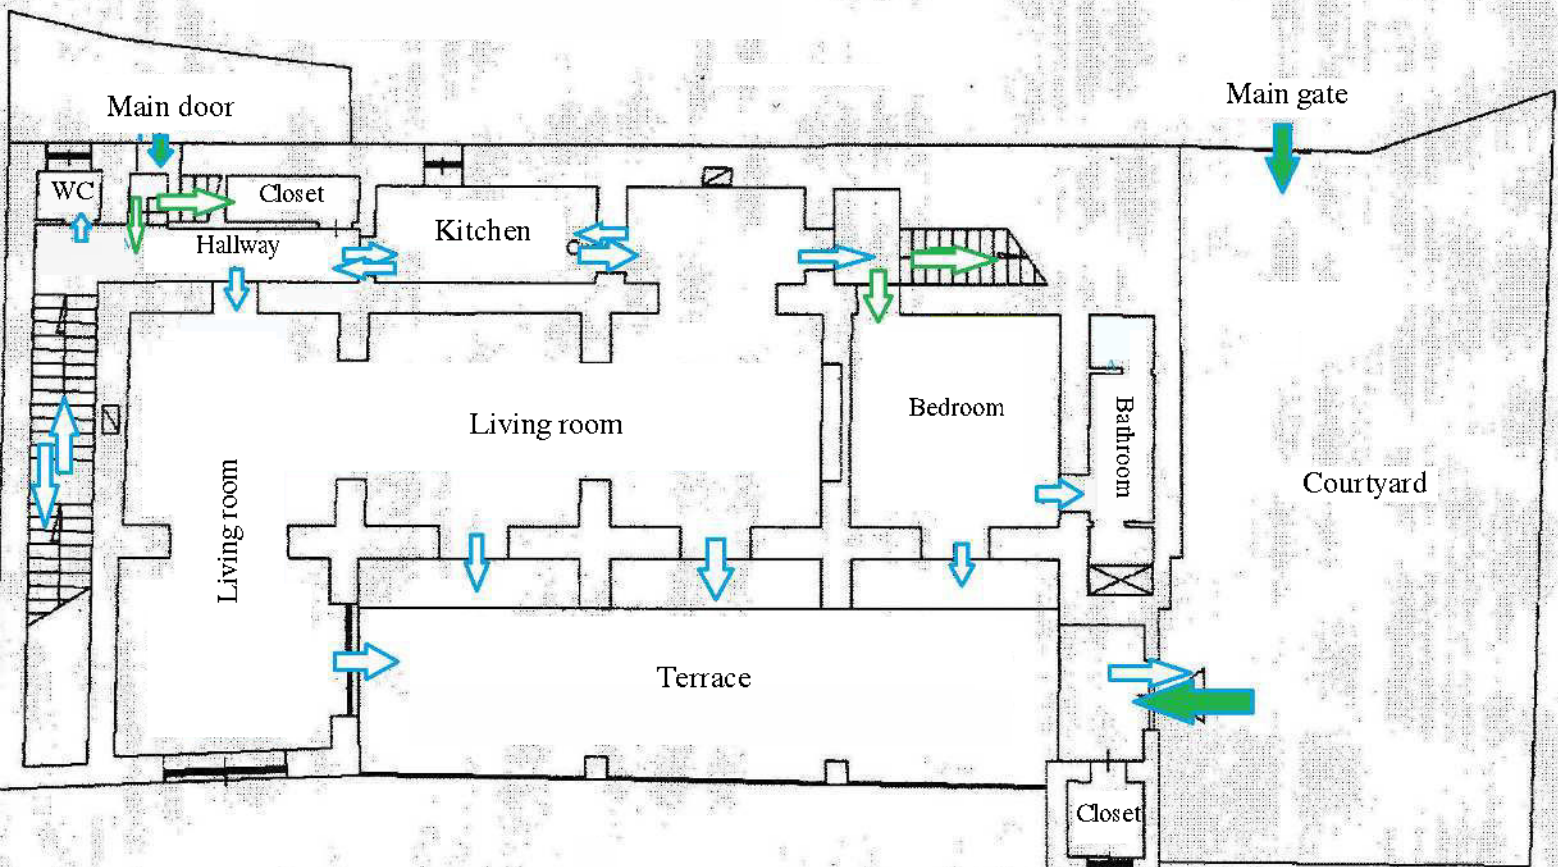 Main door
Main gate
WC
Closet
Hallway
Kitchen
Living room
Living room
Bedroom
Bathroom
Courtyard
Terrace
Closet